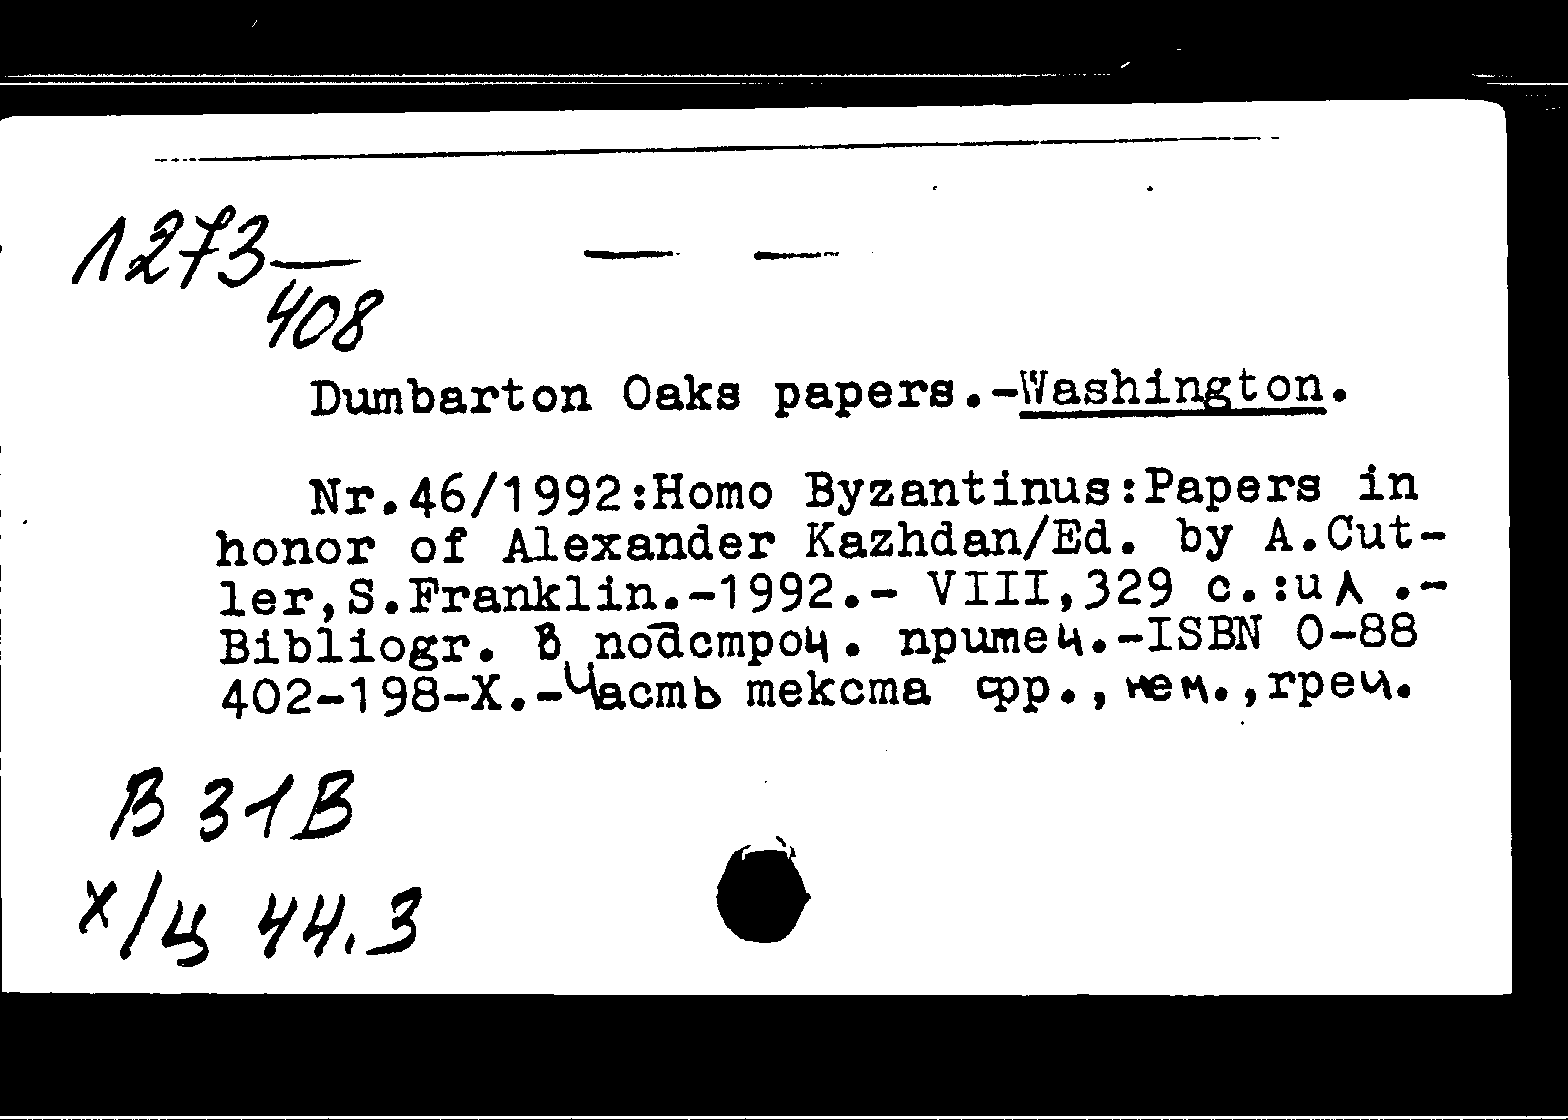 Л273—
408
Dumbarton Oaks papers.-Washington.
Nr.46/1992:Homo Byzantinus:Papers in
honor of Alexander Kazhdan/Ed. by A.Cut-
ler,S.Franklin.-1992.- VIII,329 c.:ил .-
Bibliogr. в подстроч. примеч.-ISBN 0-88
402-198-X.-Часть текста фр.,нем.,греч.
В 31В
х/ц 44.3